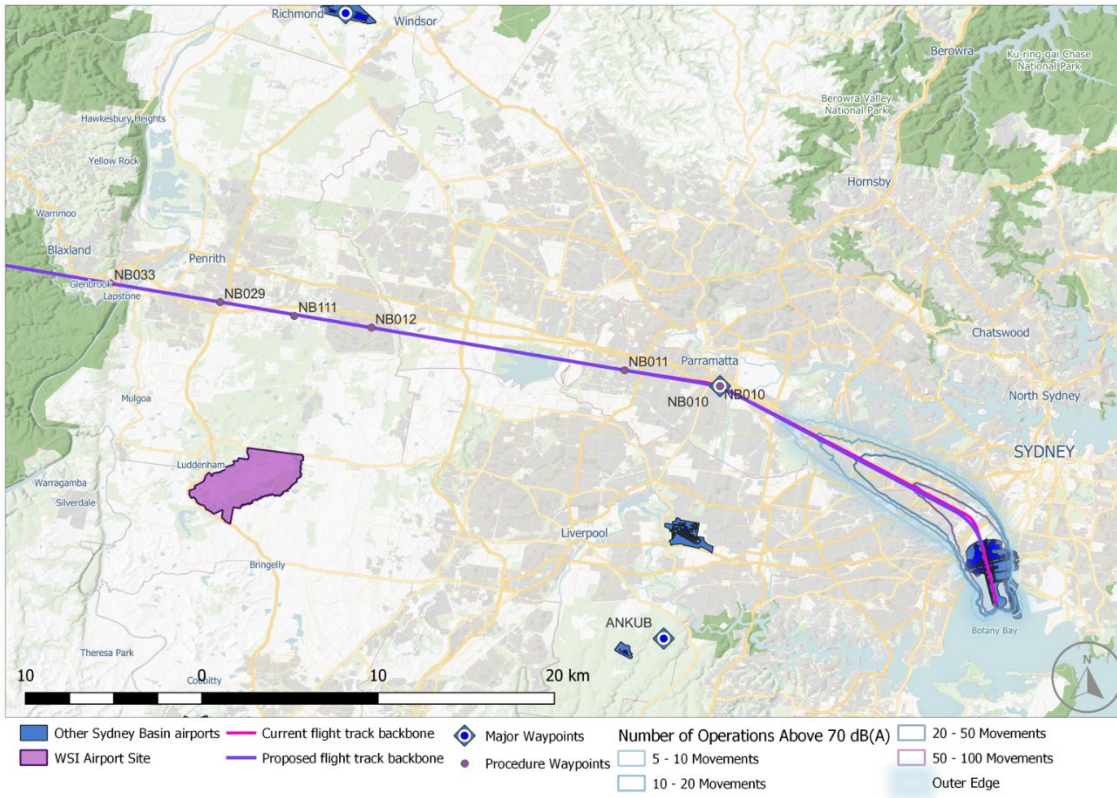 Richmond
Windsor
Berowra
Ku-ring-gai Chase
National Park
Berowra Valley
National Park
Hawkesbury Heights
Yellow Rock
Hornsby
Warrimoo
Blaxland
Penrith
NB033
Glenbrook
Lapstone
NB029
NB111
NB012
Chatswood
Parramatta
NB011
NB010
NB010
North Sydney
Mulgoa
SYDNEY
Luddenham
Warragamba
Silverdale
Liverpool
Bringelly
ANKUB
Botany Bay
Theresa Park
Cobbitty
N
10 0 10 20 km
Other Sydney Basin airports
WSI Airport Site
Current flight track backbone
Proposed flight track backbone
Major Waypoints
Procedure Waypoints
Number of Operations Above 70 dB(A)
5 - 10 Movements
10 - 20 Movements
20 - 50 Movements
50 - 100 Movements
Outer Edge